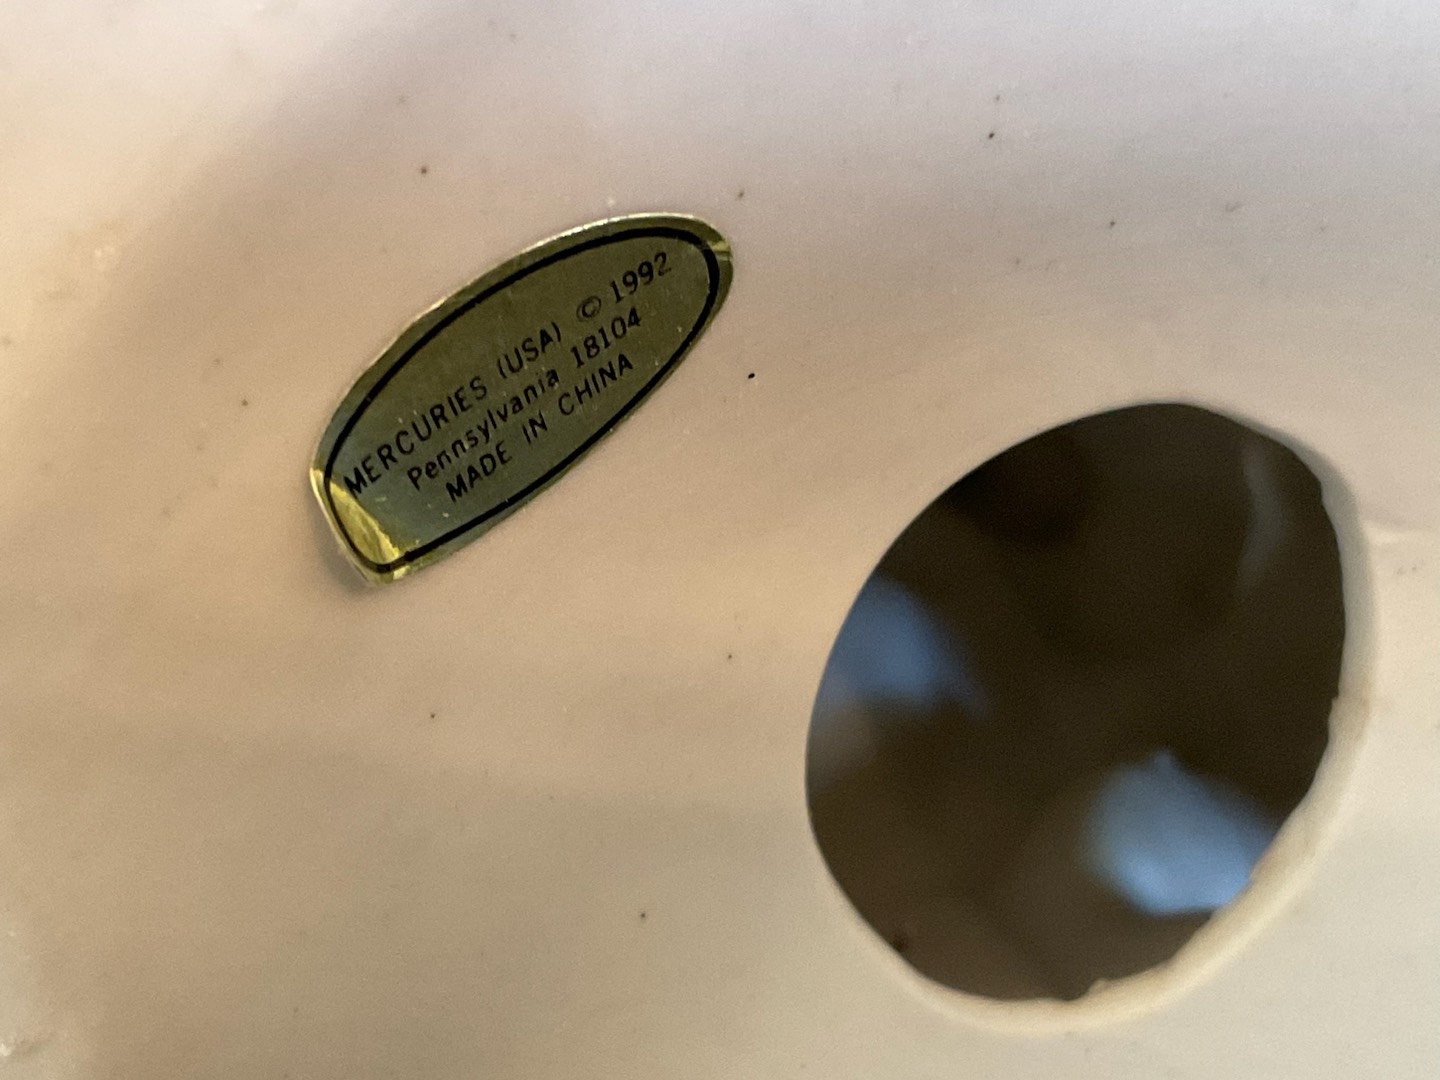 MERCURIES (USA) © 1992
Pennsylvania 18104
MADE IN CHINA